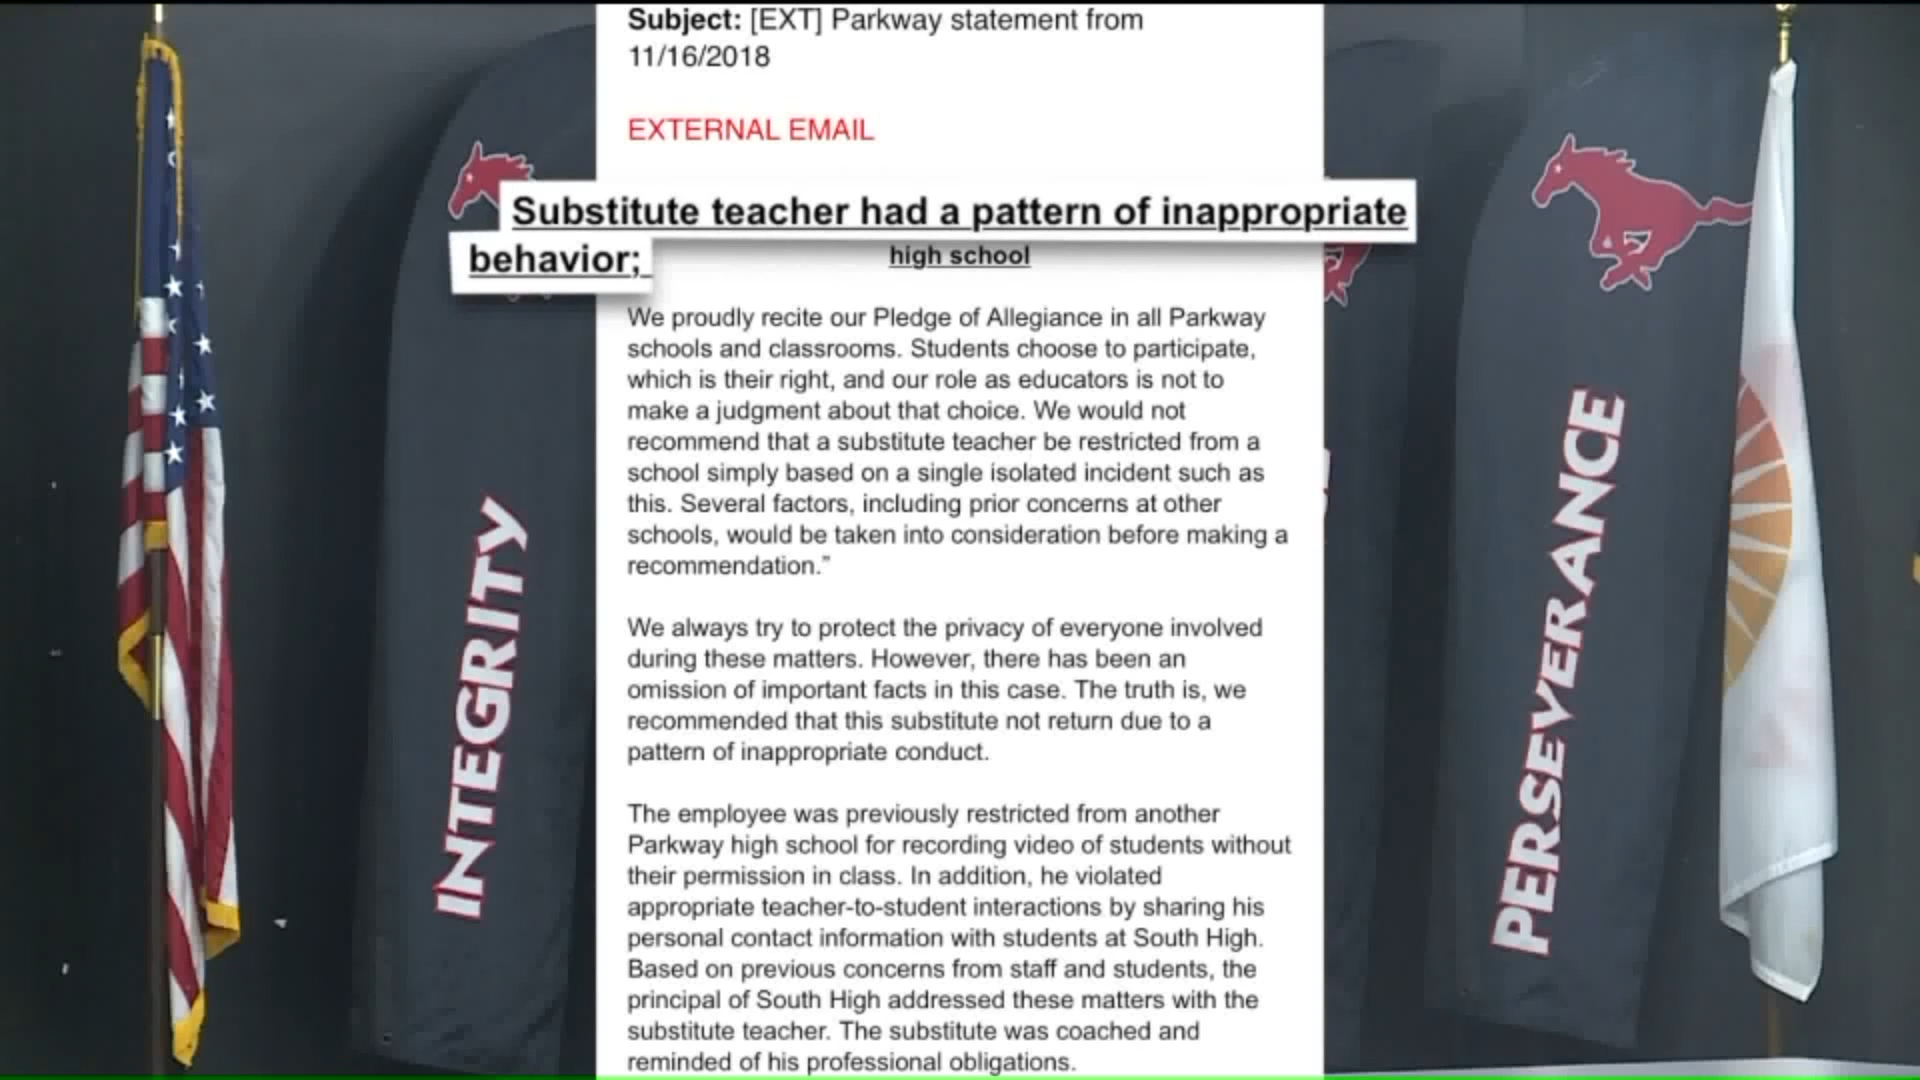 Subject: [EXT] Parkway statement from
11/16/2018
EXTERNAL EMAIL
Substitute teacher had a pattern of inappropriate
behavior;
high school
We proudly recite our Pledge of Allegiance in all Parkway
schools and classrooms. Students choose to participate,
which is their right, and our role as educators is not to
make a judgment about that choice. We would not
recommend that a substitute teacher be restricted from a
school simply based on a single isolated incident such as
this. Several factors, including prior concerns at other
schools, would be taken into consideration before making a
recommendation.”
We always try to protect the privacy of everyone involved
during these matters. However, there has been an
omission of important facts in this case. The truth is, we
recommended that this substitute not return due to a
pattern of inappropriate conduct.
The employee was previously restricted from another
Parkway high school for recording video of students without
their permission in class. In addition, he violated
appropriate teacher-to-student interactions by sharing his
personal contact information with students at South High.
Based on previous concerns from staff and students, the
principal of South High addressed these matters with the
substitute teacher. The substitute was coached and
reminded of his professional obligations.
INTEGRITY
PERSEVERANCE